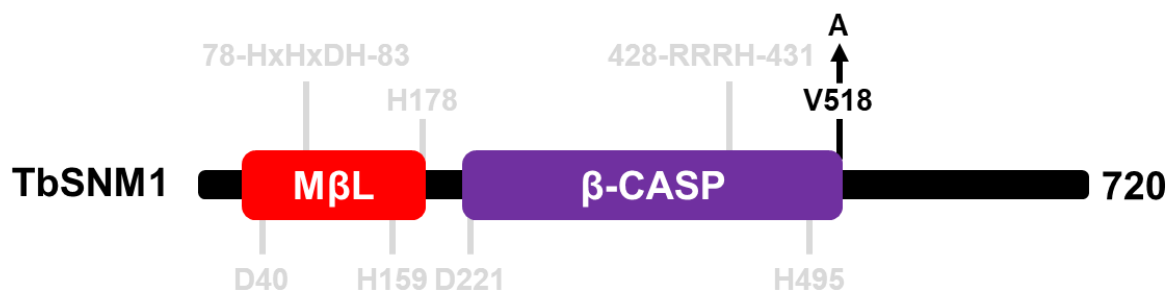 A
78-HxHxDH-83
428-RRRH-431
H178
V518
TbSNM1
MβL
β-CASP
720
D40
H159
D221
H495